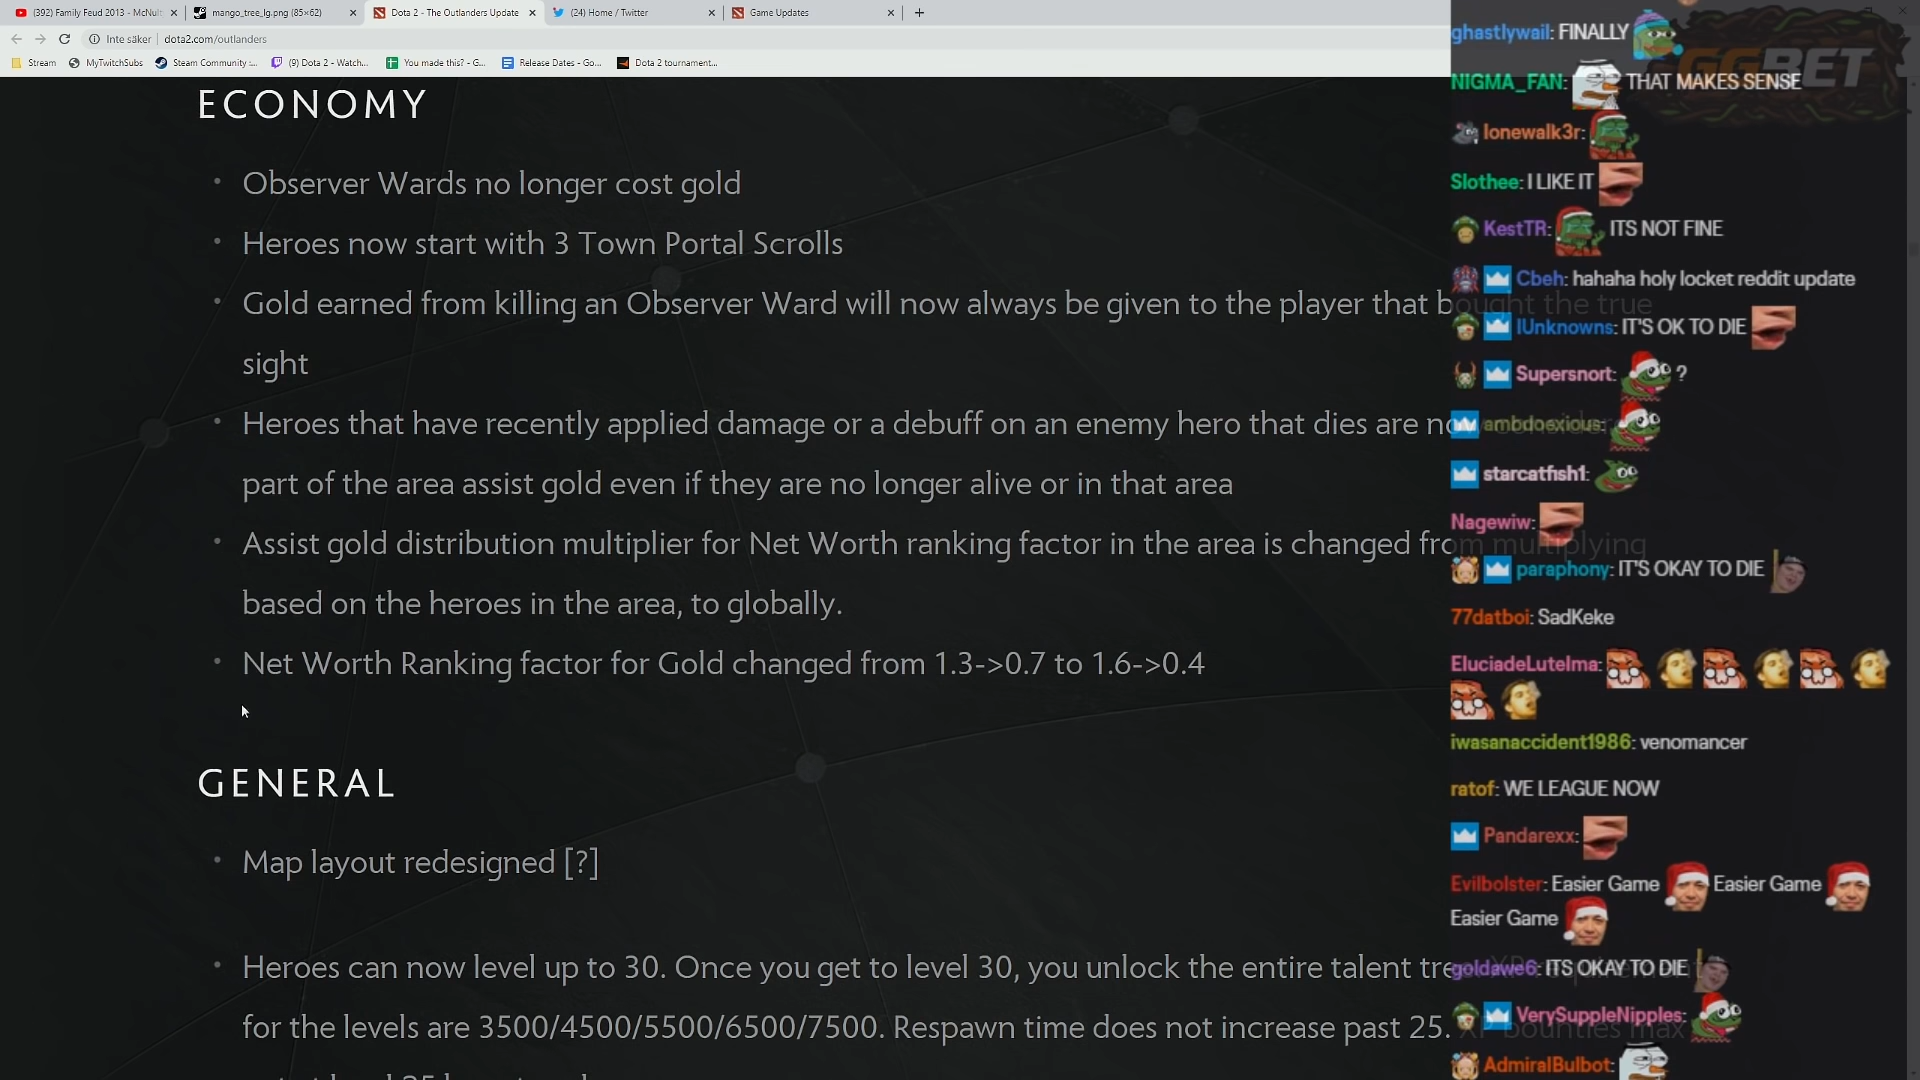 (392) Family Feud 2013 - McNult
mango_tree_lg.png (85×62)
Dota 2 - The Outlanders Update
(24) Home / Twitter
Game Updates
Inte säker
dota2.com/outlanders
Stream
MyTwitchSubs
Steam Community :...
(9) Dota 2 - Watch...
You made this? - G...
Release Dates - Go...
Dota 2 tournament...
ECONOMY
• Observer Wards no longer cost gold
• Heroes now start with 3 Town Portal Scrolls
• Gold earned from killing an Observer Ward will now always be given to the player that bought the true
sight
• Heroes that have recently applied damage or a debuff on an enemy hero that dies are
part of the area assist gold even if they are no longer alive or in that area
• Assist gold distribution multiplier for Net Worth ranking factor in the area is changed from multiplying
based on the heroes in the area, to globally.
• Net Worth Ranking factor for Gold changed from 1.3->0.7 to 1.6->0.4
GENERAL
• Map layout redesigned [?]
• Heroes can now level up to 30. Once you get to level 30, you unlock the entire talent
for the levels are 3500/4500/5500/6500/7500. Respawn time does not increase past 25. XP bounties max
GGBET
ghastlywail: FINALLY
NIGMA_FAN: THAT MAKES SENSE
lonewalk3r:
Slothee: I LIKE IT
KestTR: ITS NOT FINE
Cbeh: hahaha holy locket reddit update
IUnknowns: IT'S OK TO DIE
Supersnort: ?
ambdoexious:
starcatfish1:
Nagewiw:
paraphony: IT'S OKAY TO DIE
77datboi: SadKeke
EluciadeLutelma:
iwasanaccident1986: venomancer
ratof: WE LEAGUE NOW
Pandarexx:
Evilbolster: Easier Game Easier Game
Easier Game
goldawe6: ITS OKAY TO DIE
VerySuppleNipples:
AdmiralBulbot: